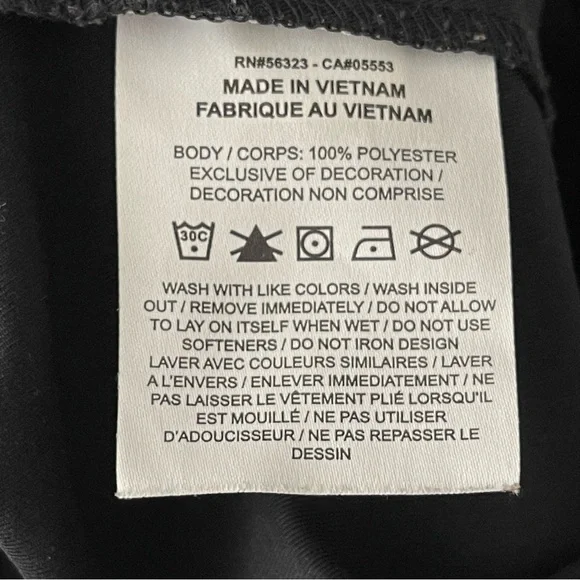 RN#56323 - CA#05553
MADE IN VIETNAM
FABRIQUE AU VIETNAM
BODY / CORPS: 100% POLYESTER
EXCLUSIVE OF DECORATION /
DECORATION NON COMPRISE
30C
WASH WITH LIKE COLORS / WASH INSIDE
OUT / REMOVE IMMEDIATELY / DO NOT ALLOW
TO LAY ON ITSELF WHEN WET / DO NOT USE
SOFTENERS / DO NOT IRON DESIGN
LAVER AVEC COULEURS SIMILAIRES / LAVER
A L'ENVERS / ENLEVER IMMEDIATEMENT / NE
PAS LAISSER LE VÊTEMENT PLIÉ LORSQU'IL
EST MOUILLÉ / NE PAS UTILISER
D'ADOUCISSEUR / NE PAS REPASSER LE
DESSIN